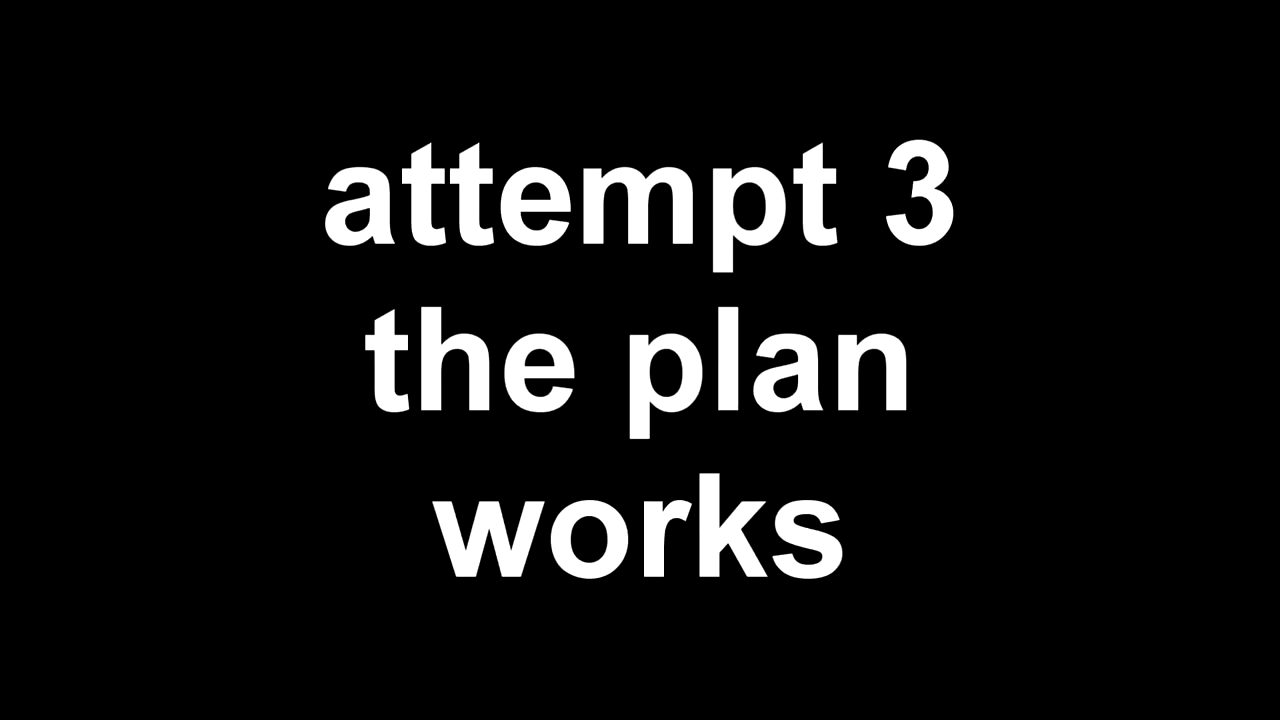 attempt 3
the plan
works